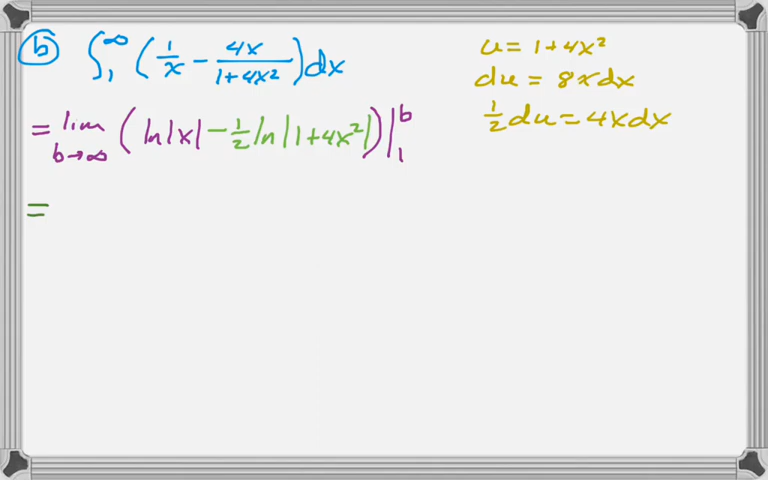 (b) ∫₁^∞ (1/x − 4x/(1+4x²)) dx
u = 1+4x²
du = 8x dx
½ du = 4x dx
= lim b→∞ (ln|x| − ½ ln|1+4x²|) |₁^b
=